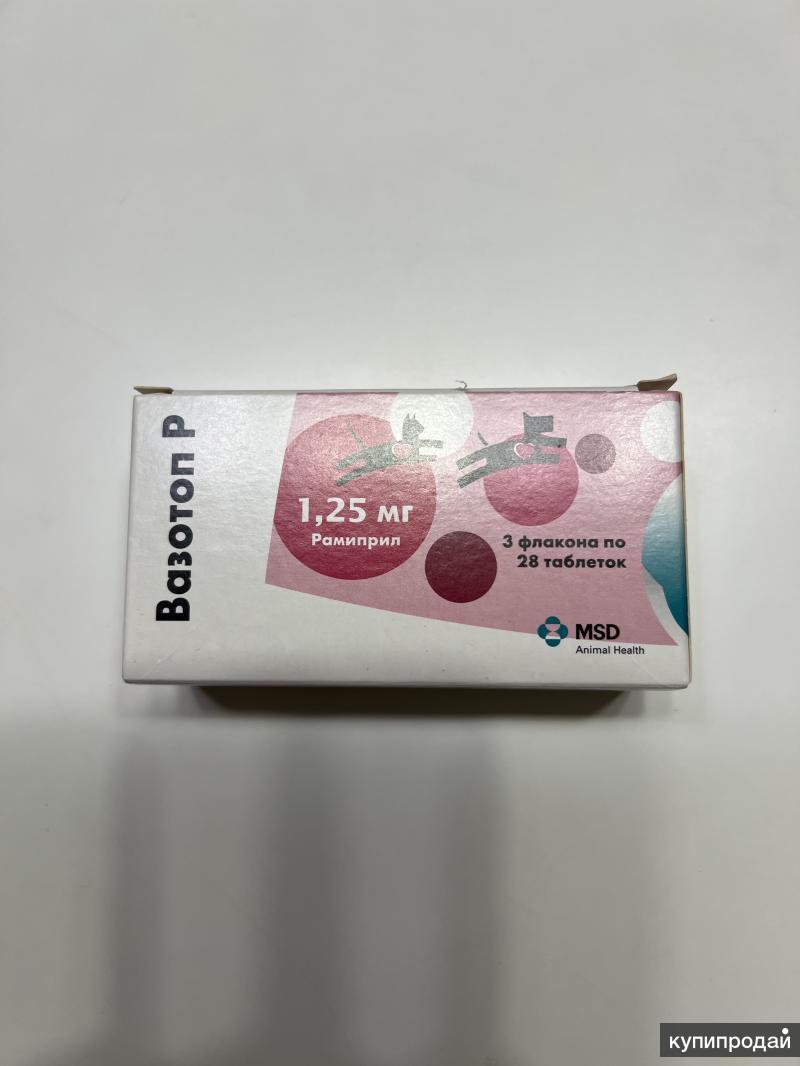 Вазотоп Р
1,25 мг
Рамиприл
3 флакона по
28 таблеток
MSD
Animal Health
купипродай